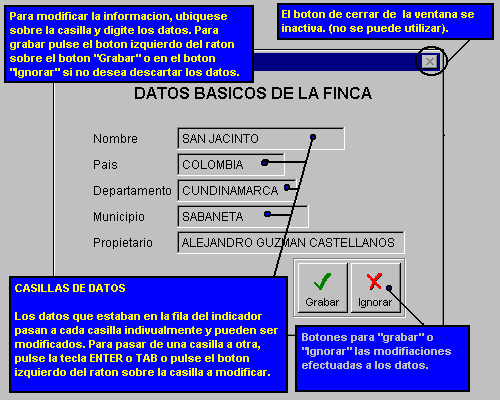 Para modificar la informacion, ubiquese
sobre la casilla y digite los datos. Para
grabar pulse el boton izquierdo del raton
sobre el boton "Grabar" o en el boton
"Ignorar" si no desea descartar los datos.
El boton de cerrar de la ventana se
inactiva. (no se puede utilizar).
DATOS BASICOS DE LA FINCA
Nombre SAN JACINTO
Pais COLOMBIA
Departamento CUNDINAMARCA
Municipio SABANETA
Propietario ALEJANDRO GUZMAN CASTELLANOS
Grabar Ignorar
CASILLAS DE DATOS
Los datos que estaban en la fila del indicador
pasan a cada casilla indivualmente y pueden ser
modificados. Para pasar de una casilla a otra,
pulse la tecla ENTER o TAB o pulse el boton
izquierdo del raton sobre la casilla a modificar.
Botones para "grabar" o
"Ignorar" las modifiaciones
efectuadas a los datos.